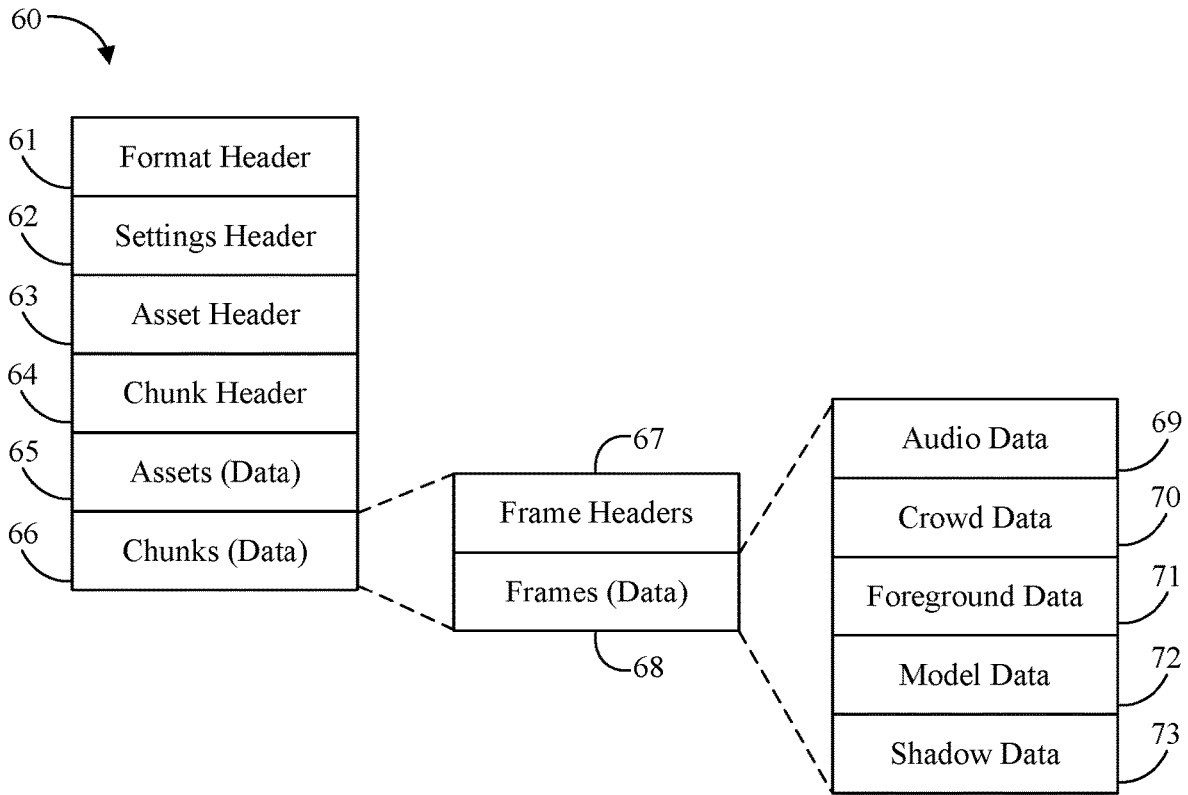 60
61
Format Header
62
Settings Header
63
Asset Header
64
Chunk Header
65
Assets (Data)
66
Chunks (Data)
67
Frame Headers
Frames (Data)
68
Audio Data
69
Crowd Data
70
Foreground Data
71
Model Data
72
Shadow Data
73